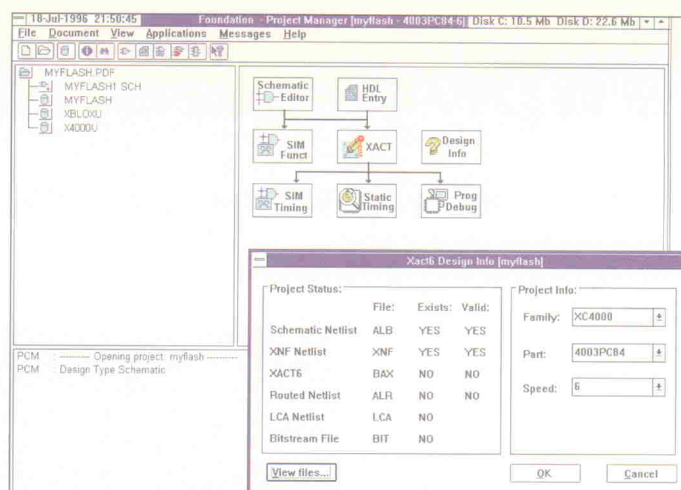 18-Jul-1996 21:50:45 Foundation - Project Manager [myflash - 4003PC84-6] Disk C: 10.5 Mb Disk D: 22.6 Mb
File Document View Applications Messages Help
MYFLASH.PDF
MYFLASH1 SCH
MYFLASH
XBLOXU
X4000U
Schematic Editor
HDL Entry
SIM Funct
XACT
Design Info
SIM Timing
Static Timing
Prog Debug
PCM : ------- Opening project: myflash ----------
PCM : Design Type Schematic
Xact6 Design Info [myflash]
Project Status:
File: Exists: Valid:
Schematic Netlist ALB YES YES
XNF Netlist XNF YES YES
XACT6 BAX NO NO
Routed Netlist ALR NO NO
LCA Netlist LCA NO
Bitstream File BIT NO
Project Info:
Family: XC4000
Part: 4003PC84
Speed: 6
View files...
OK
Cancel